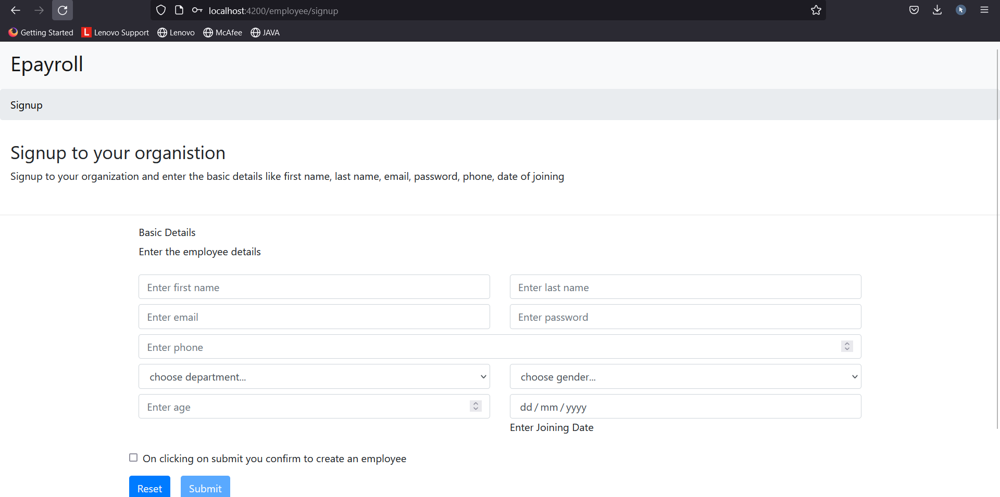 localhost:4200/employee/signup
Getting Started L Lenovo Support Lenovo McAfee JAVA
Epayroll
Signup
Signup to your organistion
Signup to your organization and enter the basic details like first name, last name, email, password, phone, date of joining
Basic Details
Enter the employee details
Enter first name Enter last name
Enter email Enter password
Enter phone
choose department... choose gender...
Enter age dd/mm/yyyy
Enter Joining Date
On clicking on submit you confirm to create an employee
Reset Submit